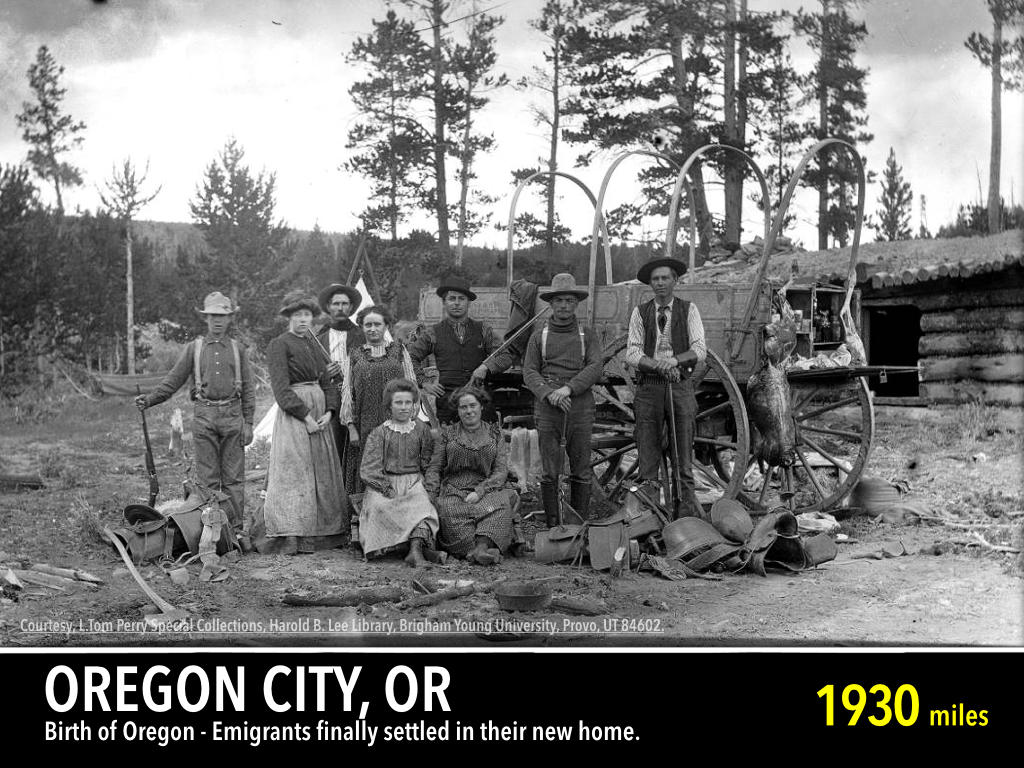 Courtesy, L.Tom Perry Special Collections, Harold B. Lee Library, Brigham Young University, Provo, UT 84602.
OREGON CITY, OR
Birth of Oregon - Emigrants finally settled in their new home.
1930 miles